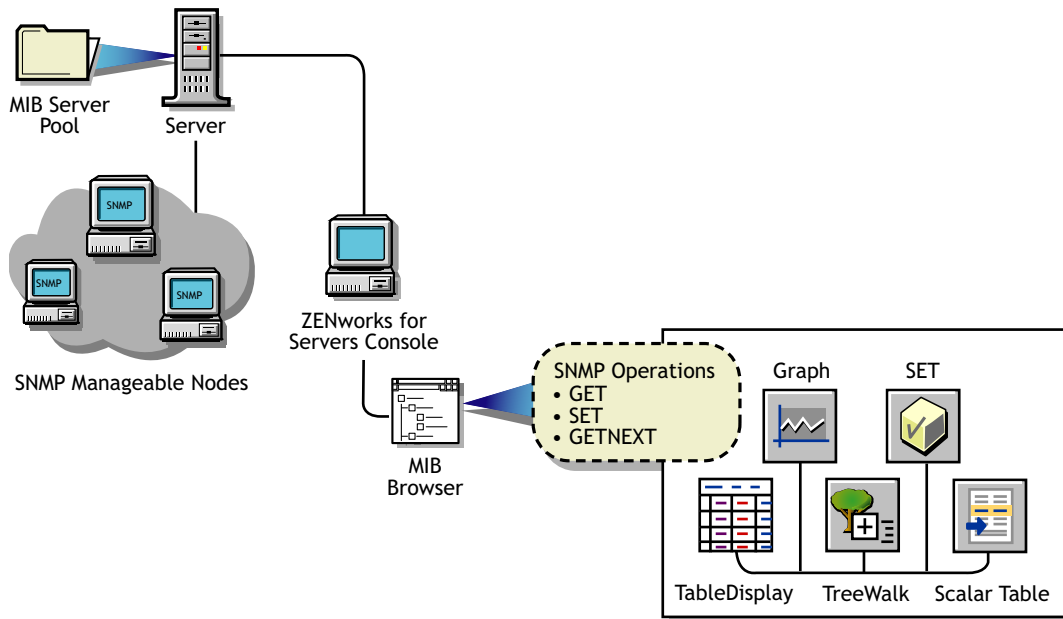 MIB Server
Pool
Server
SNMP
SNMP
SNMP
SNMP Manageable Nodes
ZENworks for
Servers Console
MIB
Browser
SNMP Operations
• GET
• SET
• GETNEXT
Graph
SET
TableDisplay
TreeWalk
Scalar Table